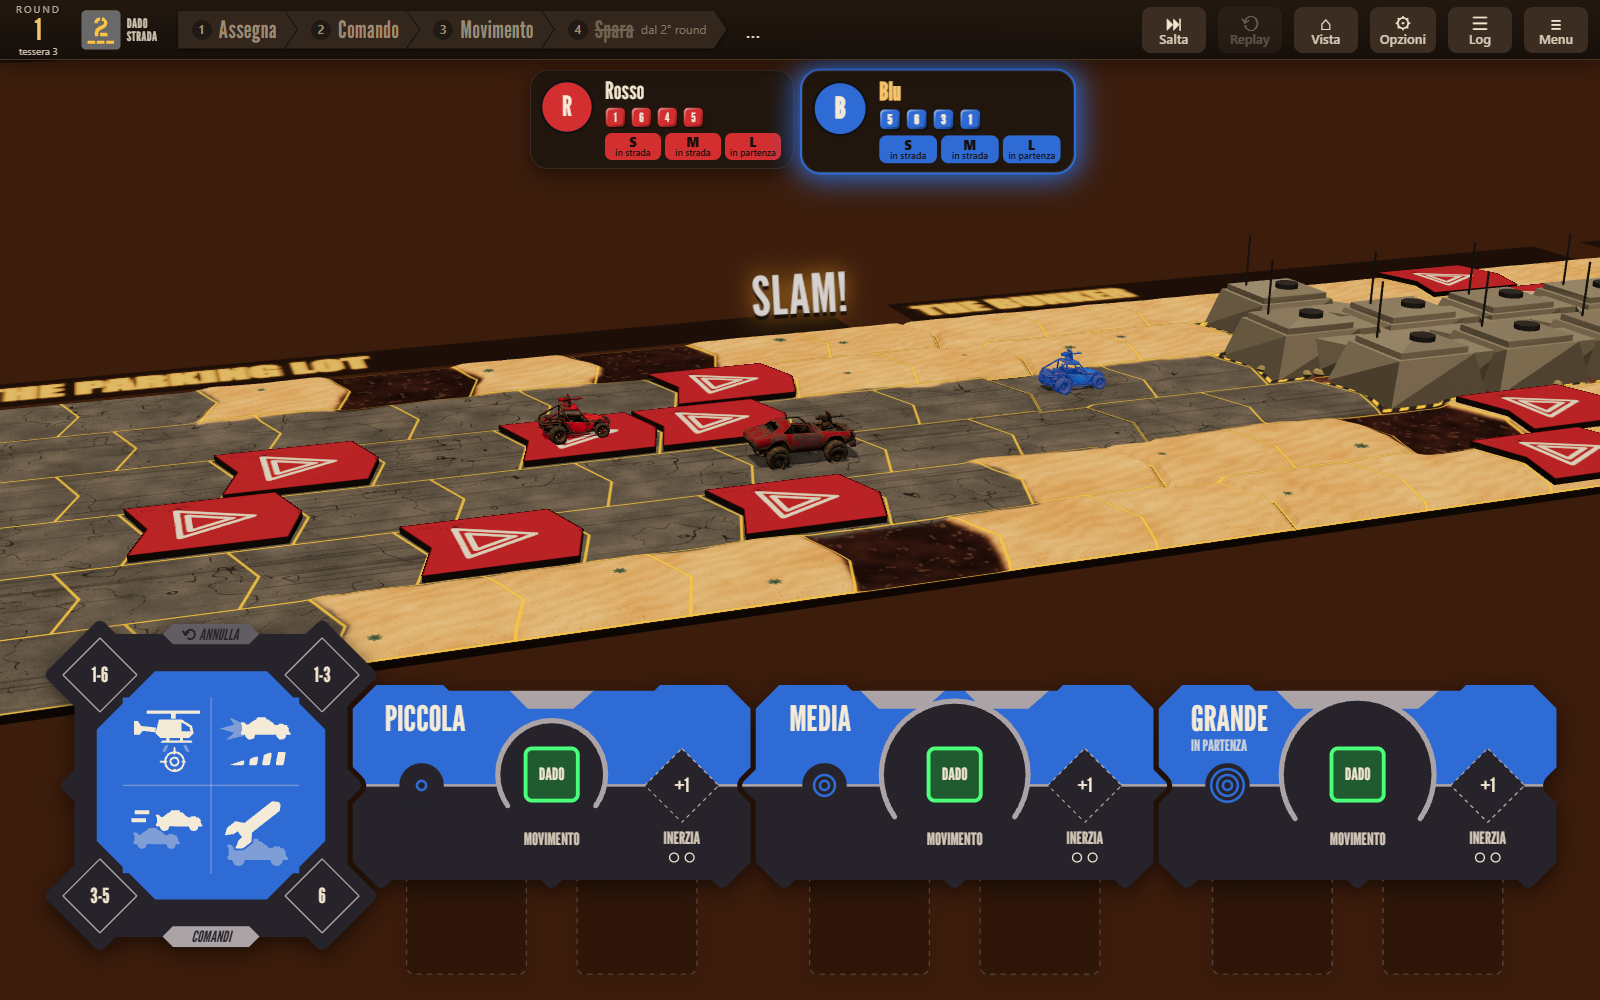 ROUND
1
tessera 3
2
DADO
STRADA
1 Assegna
2 Comando
3 Movimento
4 Spara dal 2° round
...
Salta
Replay
Vista
Opzioni
Log
Menu
R
Rosso
1 6 4 5
S
in strada
M
in strada
L
in partenza
B
Blu
5 6 3 1
S
in strada
M
in strada
L
in partenza
SLAM!
THE BUNKER
HE PARKING LOT
ANNULLA
1-6
1-3
3-5
6
COMANDI
PICCOLA
DADO
+1
MOVIMENTO
INERZIA
MEDIA
DADO
+1
MOVIMENTO
INERZIA
GRANDE
IN PARTENZA
DADO
+1
MOVIMENTO
INERZIA